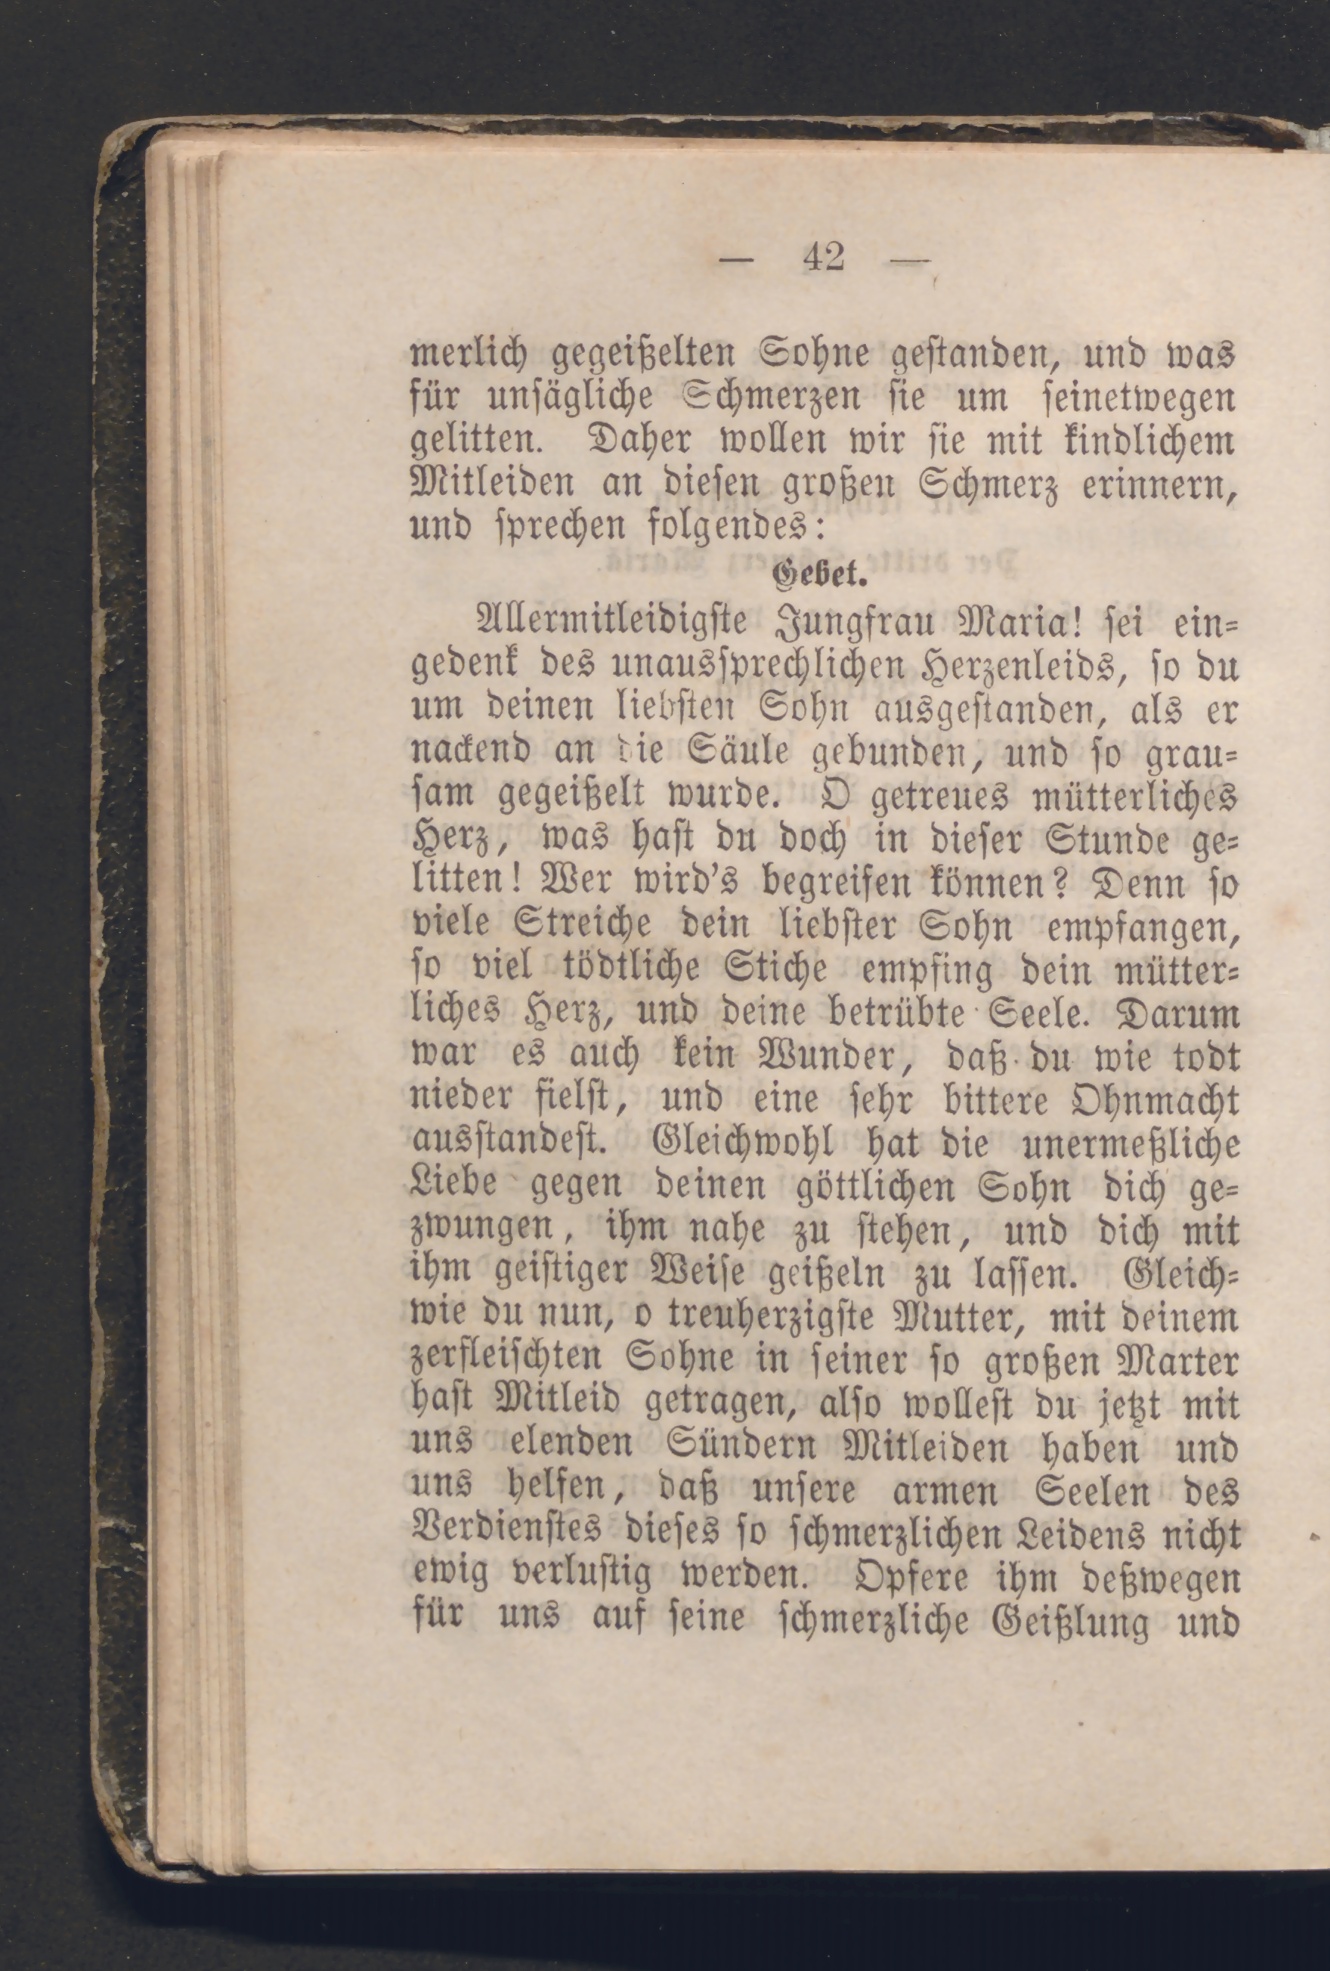 — 42 —
merlich gegeißelten Sohne geſtanden, und was
für unſägliche Schmerzen ſie um ſeinetwegen
gelitten. Daher wollen wir ſie mit kindlichem
Mitleiden an dieſen großen Schmerz erinnern,
und ſprechen folgendes:
Gebet.
Allermitleidigſte Jungfrau Maria! ſei ein⸗
gedenk des unausſprechlichen Herzenleids, ſo du
um deinen liebſten Sohn ausgeſtanden, als er
nackend an die Säule gebunden, und ſo grau⸗
ſam gegeißelt wurde. O getreues mütterliches
Herz, was haſt du doch in dieſer Stunde ge⸗
litten! Wer wird's begreifen können? Denn ſo
viele Streiche dein liebſter Sohn empfangen,
ſo viel tödtliche Stiche empfing dein mütter⸗
liches Herz, und deine betrübte Seele. Darum
war es auch kein Wunder, daß du wie todt
nieder fielſt, und eine ſehr bittere Ohnmacht
ausſtandeſt. Gleichwohl hat die unermeßliche
Liebe gegen deinen göttlichen Sohn dich ge⸗
zwungen, ihm nahe zu ſtehen, und dich mit
ihm geiſtiger Weiſe geißeln zu laſſen. Gleich⸗
wie du nun, o treuherzigſte Mutter, mit deinem
zerfleiſchten Sohne in ſeiner ſo großen Marter
haſt Mitleid getragen, alſo wolleſt du jetzt mit
uns elenden Sündern Mitleiden haben und
uns helfen, daß unſere armen Seelen des
Verdienſtes dieſes ſo ſchmerzlichen Leidens nicht
ewig verluſtig werden. Opfere ihm deßwegen
für uns auf ſeine ſchmerzliche Geißlung und